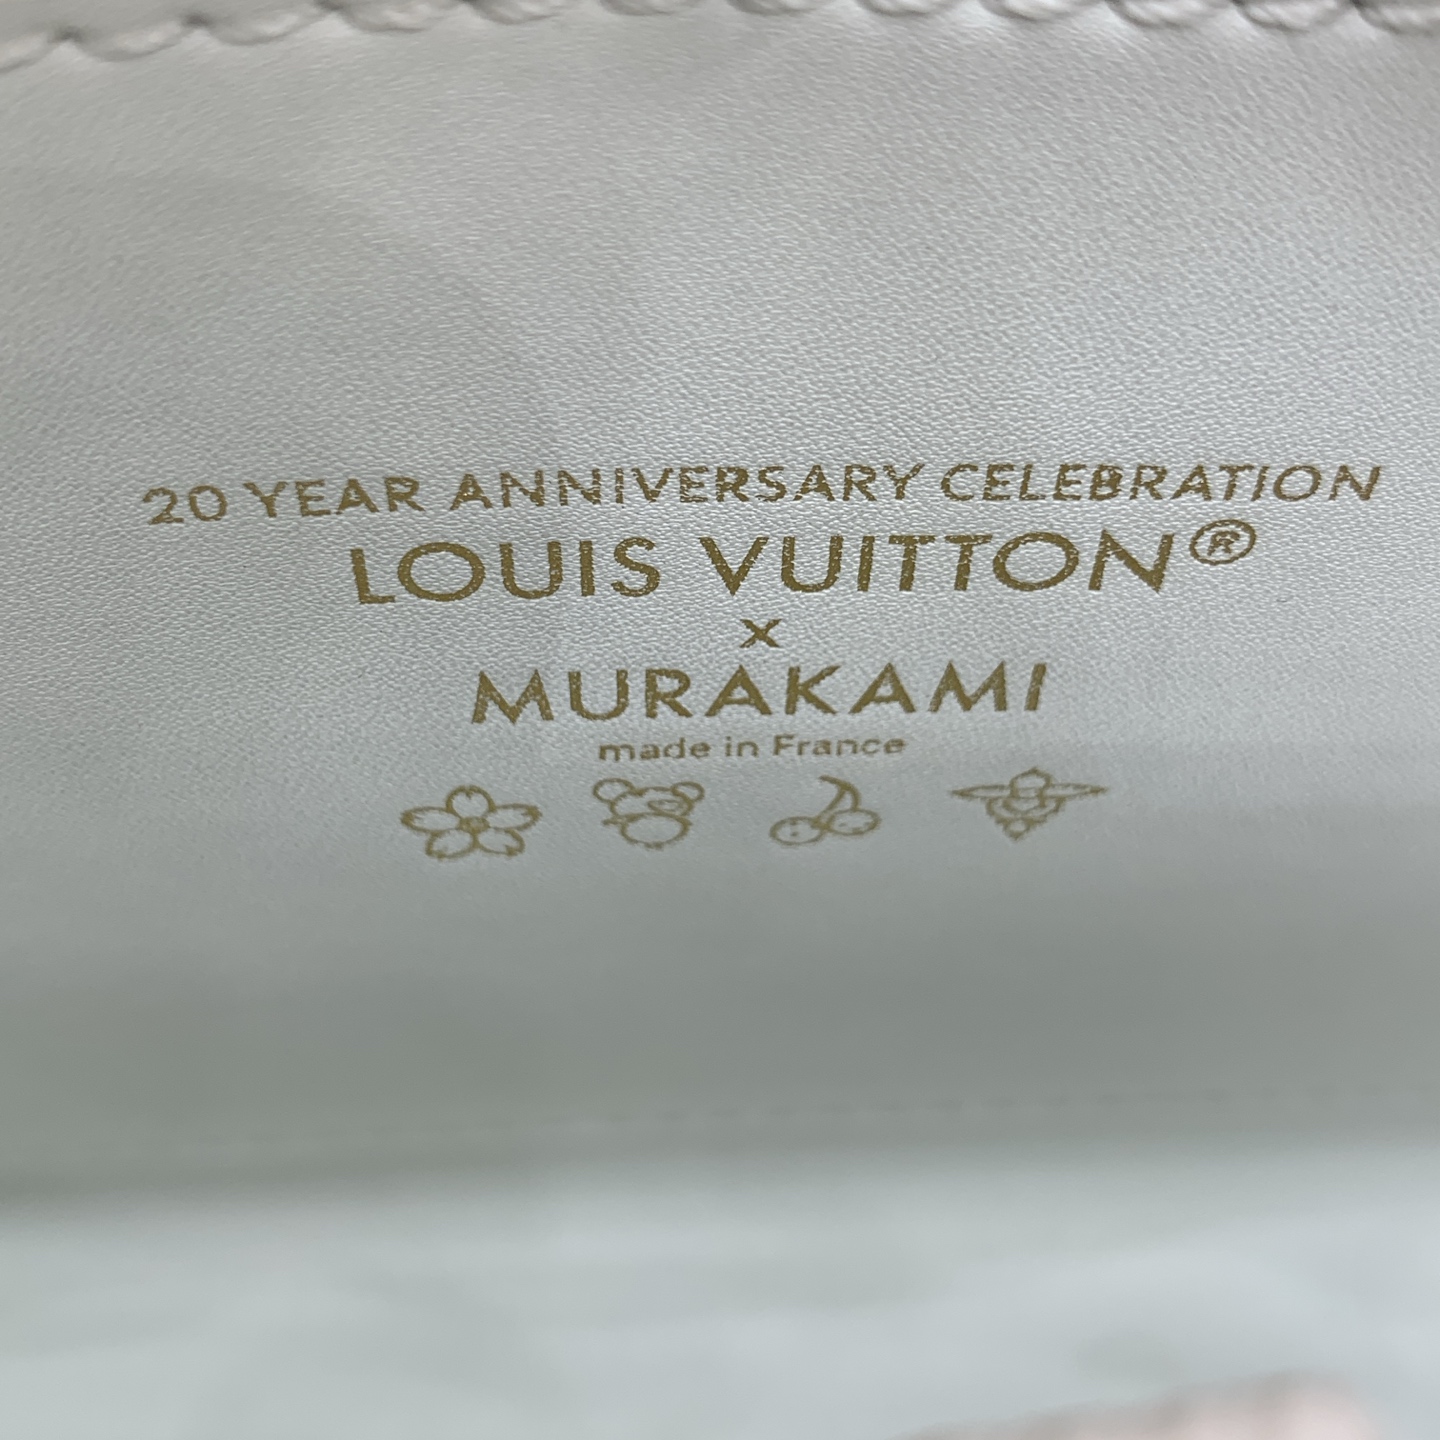 20 YEAR ANNIVERSARY CELEBRATION
LOUIS VUITTON®
x
MURAKAMI
made in France